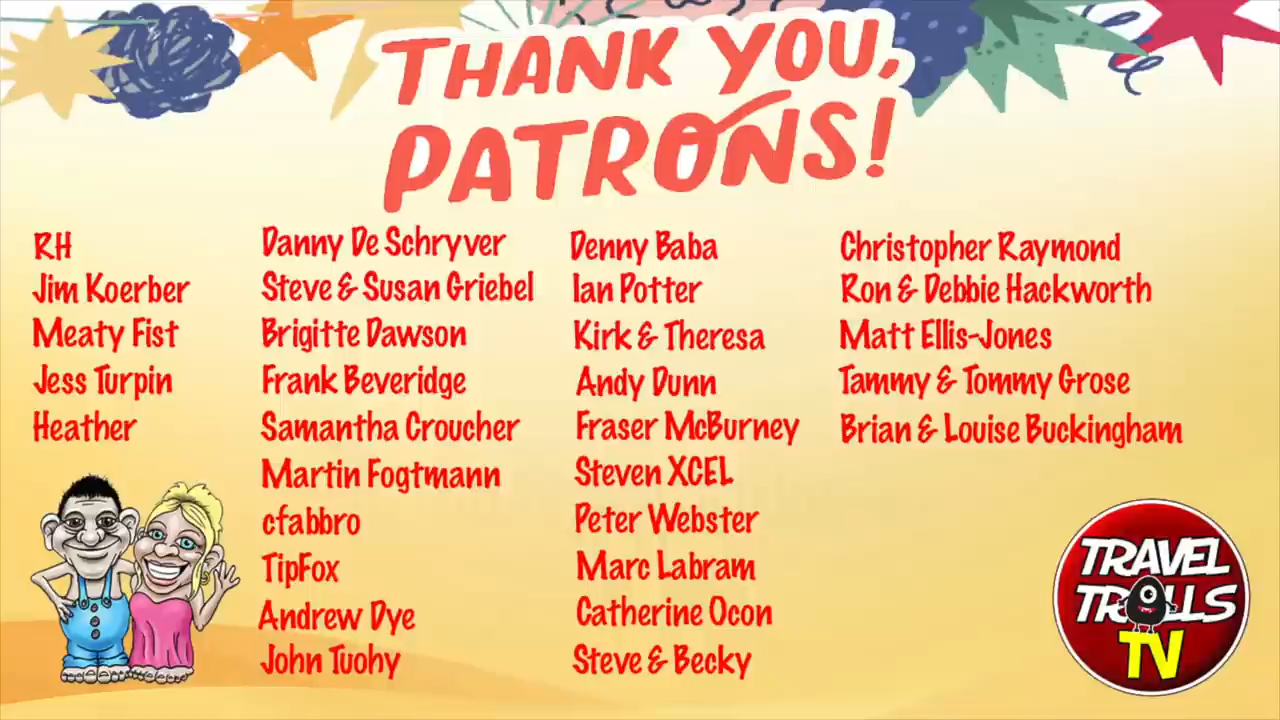 THANK YOU,
PATRONS!
RH
Jim Koerber
Meaty Fist
Jess Turpin
Heather
Danny De Schryver
Steve & Susan Griebel
Brigitte Dawson
Frank Beveridge
Samantha Croucher
Martin Fogtmann
cfabbro
TipFox
Andrew Dye
John Tuohy
Denny Baba
Ian Potter
Kirk & Theresa
Andy Dunn
Fraser McBurney
Steven XCEL
Peter Webster
Marc Labram
Catherine Ocon
Steve & Becky
Christopher Raymond
Ron & Debbie Hackworth
Matt Ellis-Jones
Tammy & Tommy Grose
Brian & Louise Buckingham
TRAVEL
TROLLS
TV